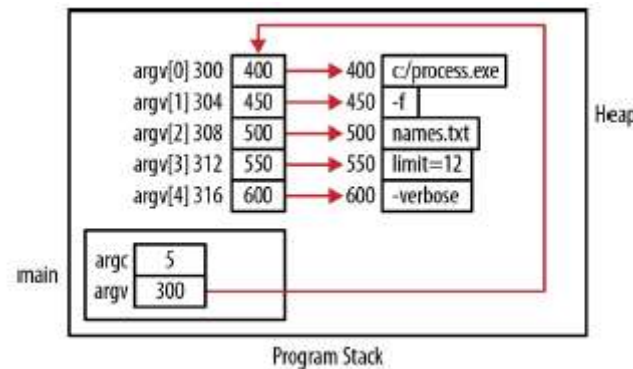 argv[0] 300 400 400 c:/process.exe
argv[1] 304 450 450 -f
argv[2] 308 500 500 names.txt
argv[3] 312 550 550 limit=12
argv[4] 316 600 600 -verbose
Heap
main
argc 5
argv 300
Program Stack